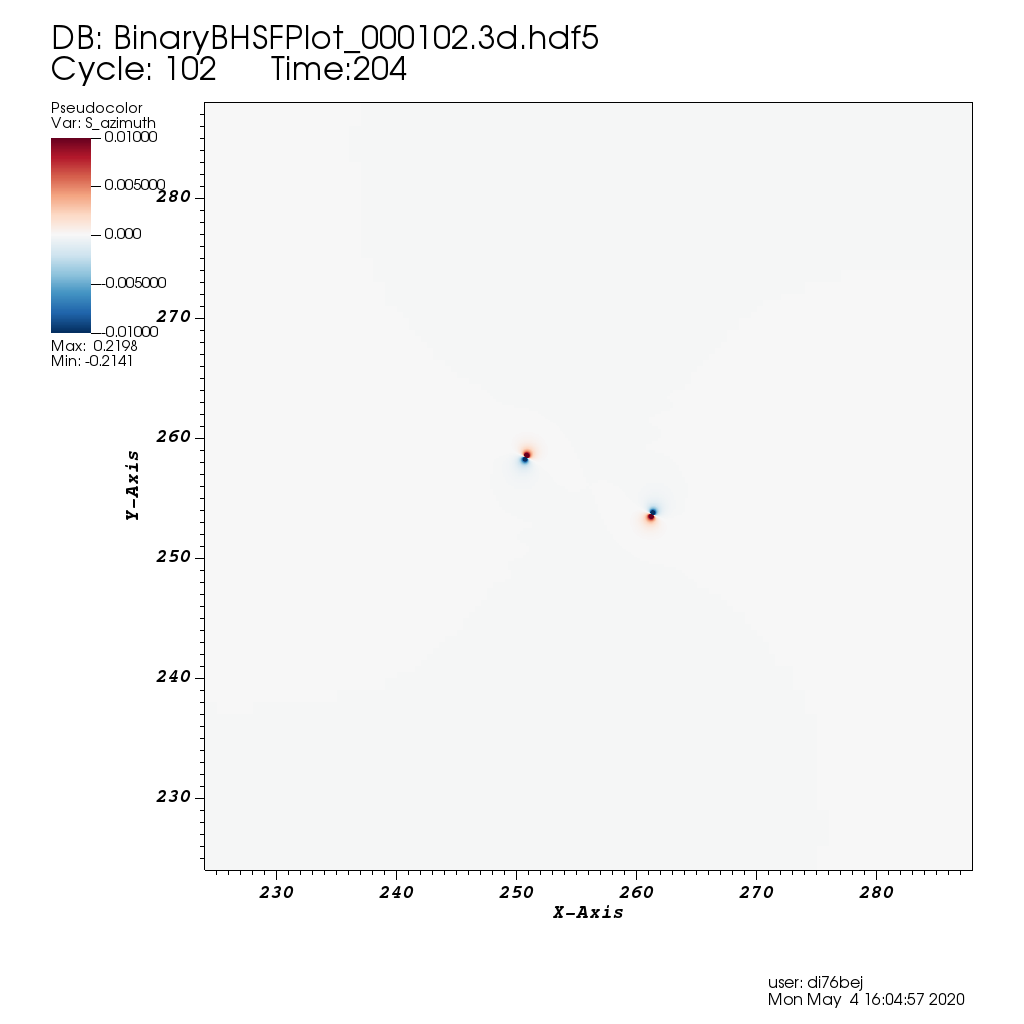 DB: BinaryBHSFPlot_000102.3d.hdf5
Cycle: 102 Time:204
Pseudocolor
Var: S_azimuth
0.01000
0.005000
0.000
-0.005000
-0.01000
Max: 0.2198
Min: -0.2141
280
270
260
250
240
230
Y-Axis
230 240 250 260 270 280
X-Axis
user: di76bej
Mon May 4 16:04:57 2020